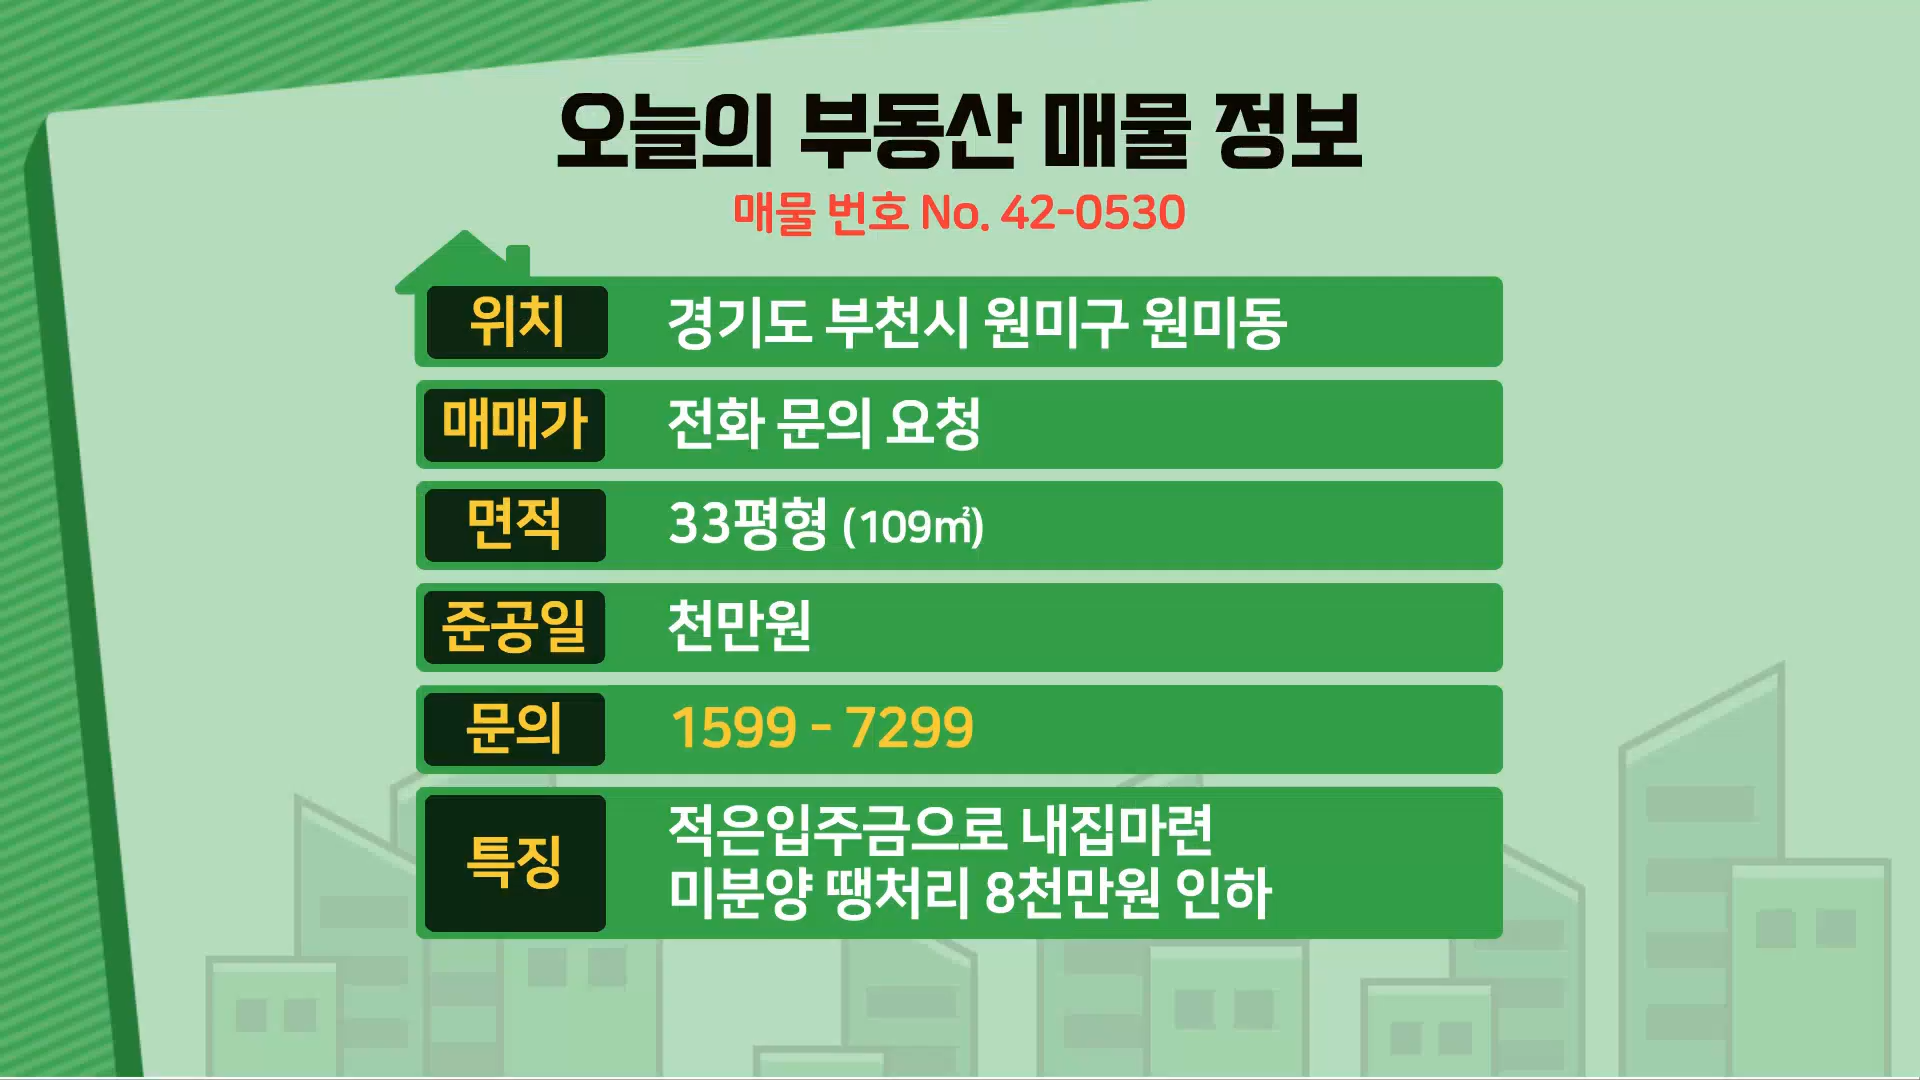 오늘의 부동산 매물 정보
매물 번호 No. 42-0530
위치 경기도 부천시 원미구 원미동
매매가 전화 문의 요청
면적 33평형 (109㎡)
준공일 천만원
문의 1599 - 7299
특징 적은입주금으로 내집마련
미분양 땡처리 8천만원 인하